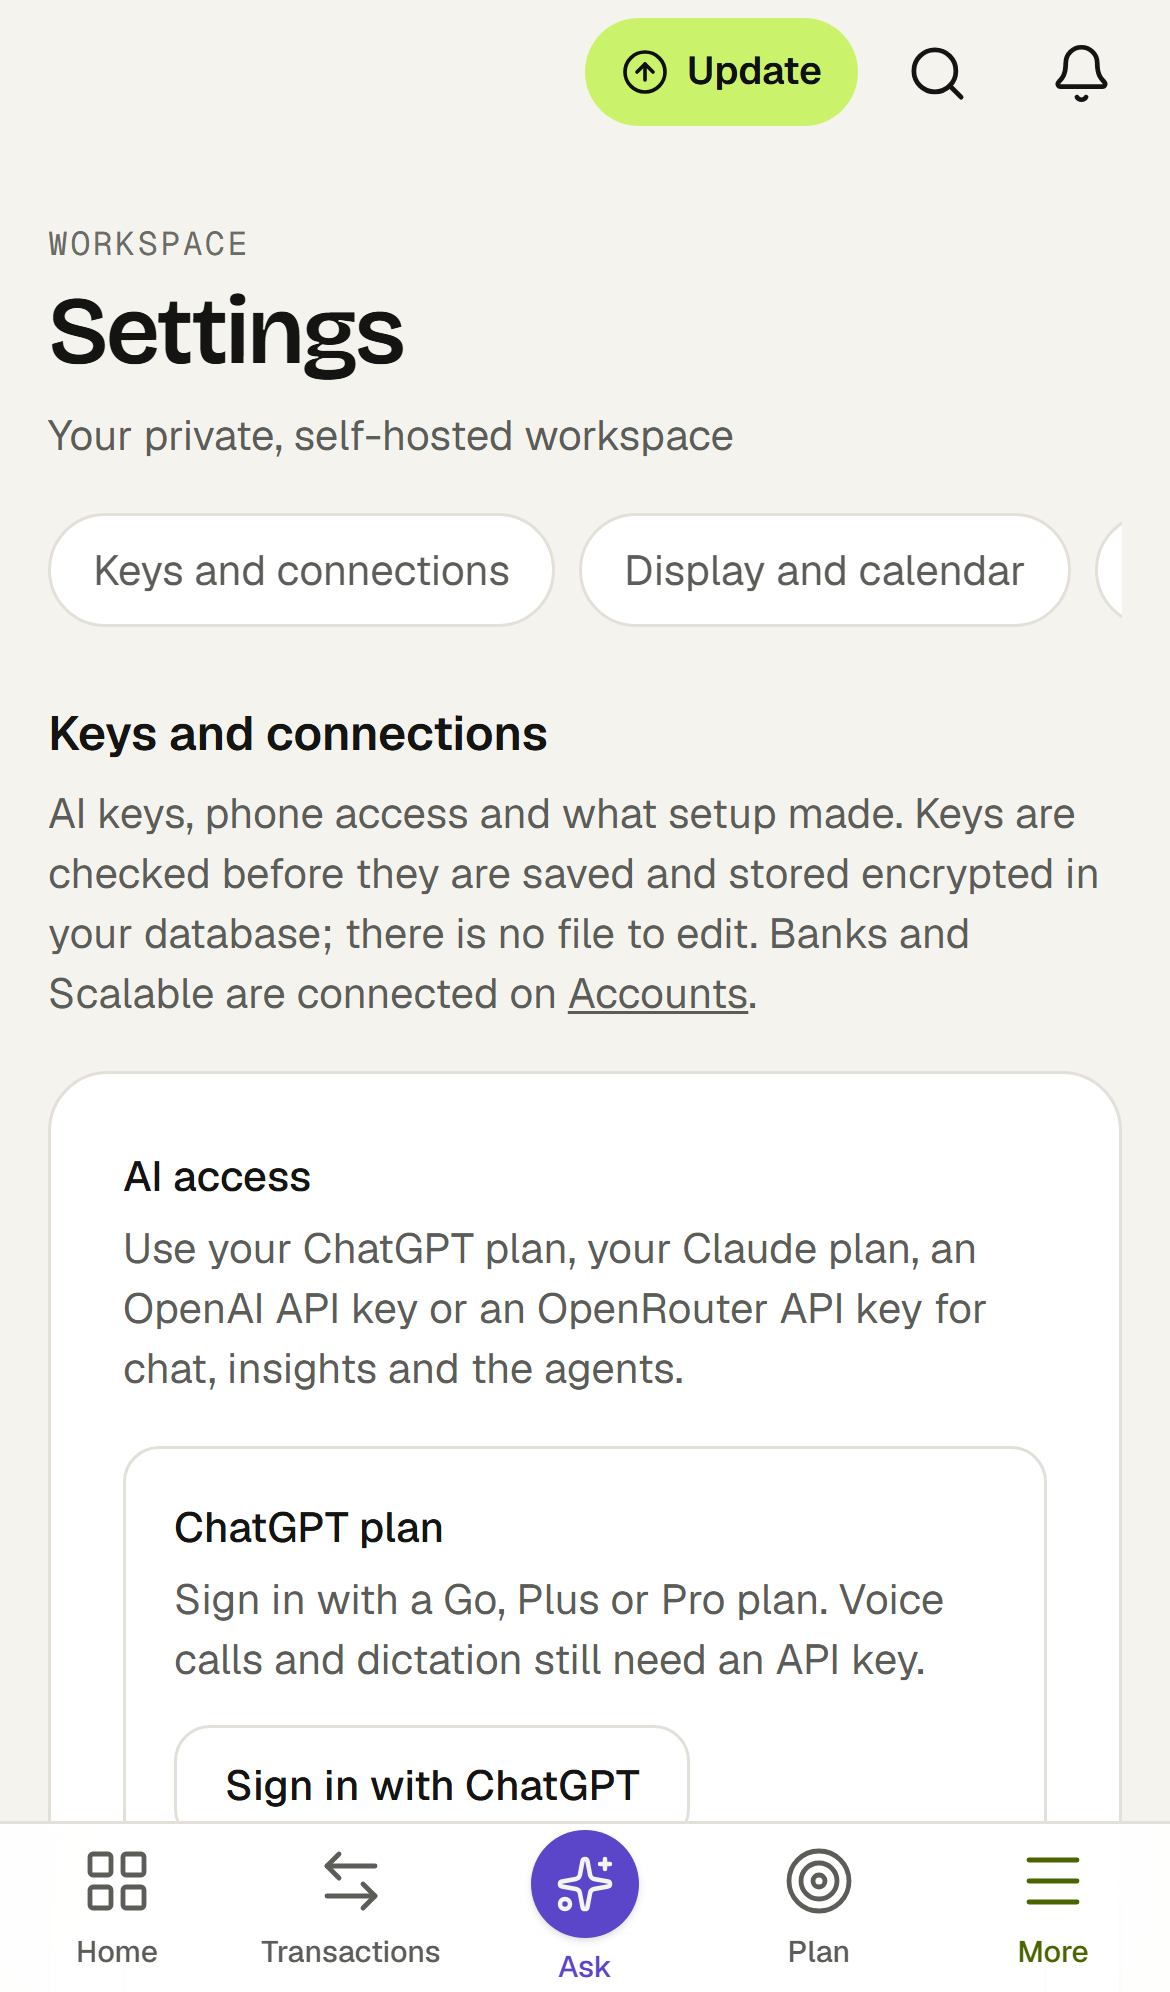 Update
WORKSPACE
Settings
Your private, self-hosted workspace
Keys and connections
Display and calendar
Keys and connections
AI keys, phone access and what setup made. Keys are
checked before they are saved and stored encrypted in
your database; there is no file to edit. Banks and
Scalable are connected on Accounts.
AI access
Use your ChatGPT plan, your Claude plan, an
OpenAI API key or an OpenRouter API key for
chat, insights and the agents.
ChatGPT plan
Sign in with a Go, Plus or Pro plan. Voice
calls and dictation still need an API key.
Sign in with ChatGPT
Home
Transactions
Ask
Plan
More